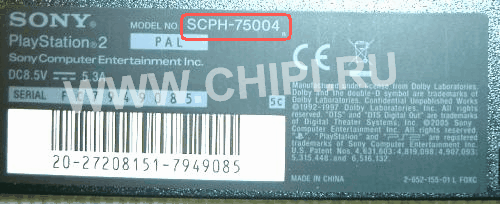 SONY
MODEL NO. SCPH-75004
PlayStation®2
PAL
Sony Computer Entertainment Inc.
DC8.5V 5.3A
SERIAL FC7949085
5C
WWW.CHIPI.RU
20-27208151-7949085
CE
Manufactured under license from Dolby Laboratories.
Dolby and the double-D symbol are trademarks of
Dolby Laboratories. Confidential Unpublished Works
©1992-1997 Dolby Laboratories. All rights reserved.
"DTS" and "DTS Digital Out" are trademarks
of Digital Theater Systems, Inc. ©2005 Sony
Computer Entertainment Inc. All rights reserved.
are trademarks of Sony
Computer Entertainment Inc.
U.S. Patent Nos. 4,631,603; 4,819,098; 4,907,093;
5,315,448 and 6,516,132.
MADE IN CHINA
2-652-155-01 L FOXC